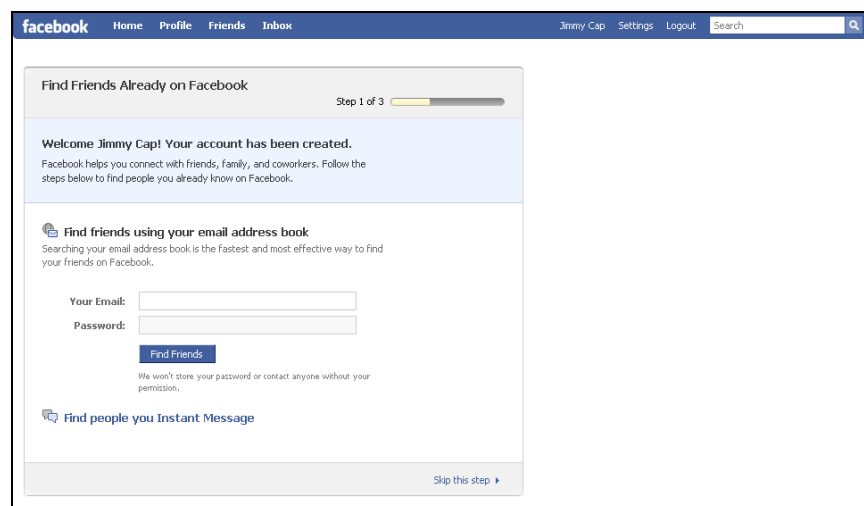 facebook Home Profile Friends Inbox Jimmy Cap Settings Logout Search
Find Friends Already on Facebook
Step 1 of 3
Welcome Jimmy Cap! Your account has been created.
Facebook helps you connect with friends, family, and coworkers. Follow the
steps below to find people you already know on Facebook.
Find friends using your email address book
Searching your email address book is the fastest and most effective way to find
your friends on Facebook.
Your Email:
Password:
Find Friends
We won't store your password or contact anyone without your
permission.
Find people you Instant Message
Skip this step